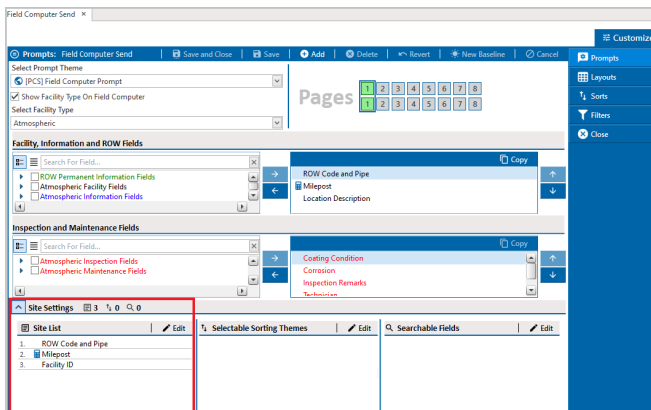 Field Computer Send ×
Customize
Prompts: Field Computer Send
Save and Close
Save
Add
Delete
Revert
New Baseline
Cancel
Prompts
Layouts
Sorts
Filters
Close
Select Prompt Theme
[PCS] Field Computer Prompt
Show Facility Type On Field Computer
Select Facility Type
Atmospheric
Pages
1 2 3 4 5 6 7 8
1 2 3 4 5 6 7 8
Facility, Information and ROW Fields
Search For Field...
ROW Permanent Information Fields
Atmospheric Facility Fields
Atmospheric Information Fields
Copy
ROW Code and Pipe
Milepost
Location Description
Inspection and Maintenance Fields
Search For Field...
Atmospheric Inspection Fields
Atmospheric Maintenance Fields
Copy
Coating Condition
Corrosion
Inspection Remarks
Technician
Site Settings 3 0 0
Site List
Edit
1. ROW Code and Pipe
2. Milepost
3. Facility ID
Selectable Sorting Themes
Edit
Searchable Fields
Edit